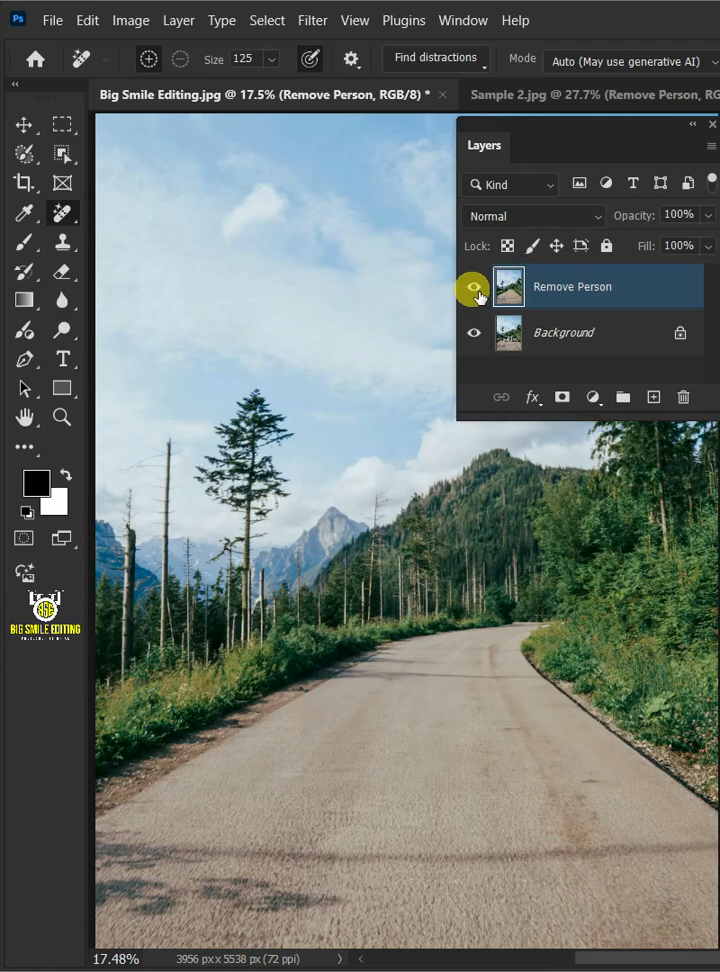 Ps File Edit Image Layer Type Select Filter View Plugins Window Help
Size 125 Find distractions Mode Auto (May use generative AI)
Big Smile Editing.jpg @ 17.5% (Remove Person, RGB/8) * Sample 2.jpg @ 27.7% (Remove Person, RG
Layers
Kind
Normal Opacity: 100%
Lock: Fill: 100%
Remove Person
Background
fx
BIG SMILE EDITING
17.48% 3956 px x 5538 px (72 ppi)